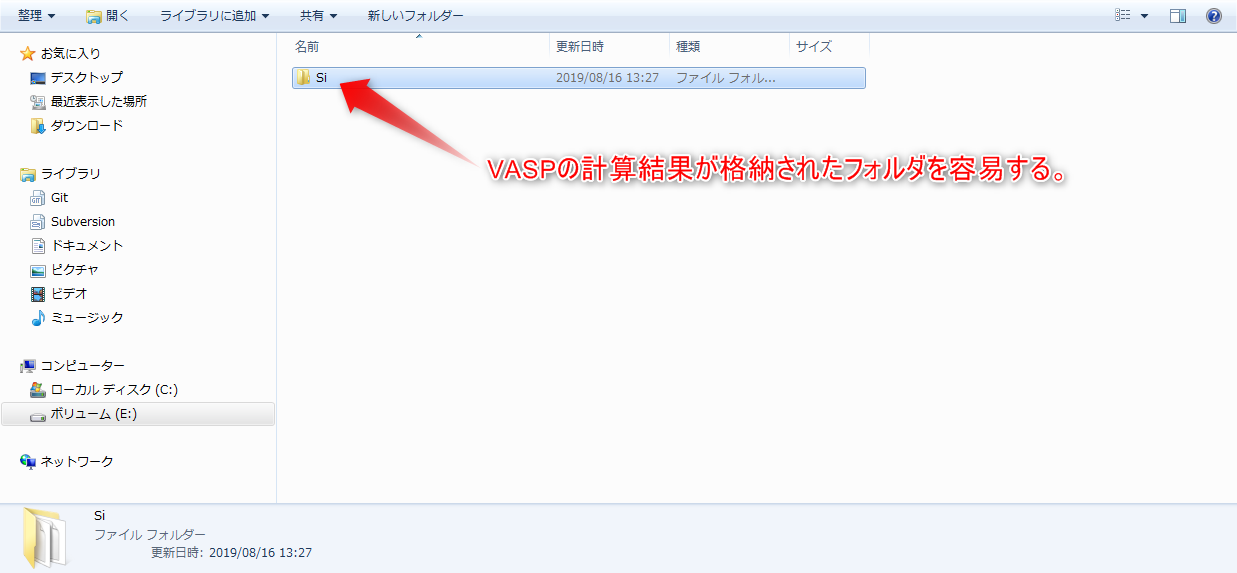 整理 開く ライブラリに追加 共有 新しいフォルダー
お気に入り
デスクトップ
最近表示した場所
ダウンロード
ライブラリ
Git
Subversion
ドキュメント
ピクチャ
ビデオ
ミュージック
コンピューター
ローカル ディスク (C:)
ボリューム (E:)
ネットワーク
名前 更新日時 種類 サイズ
Si 2019/08/16 13:27 ファイル フォル...
VASPの計算結果が格納されたフォルダを容易する。
Si
ファイル フォルダー
更新日時: 2019/08/16 13:27